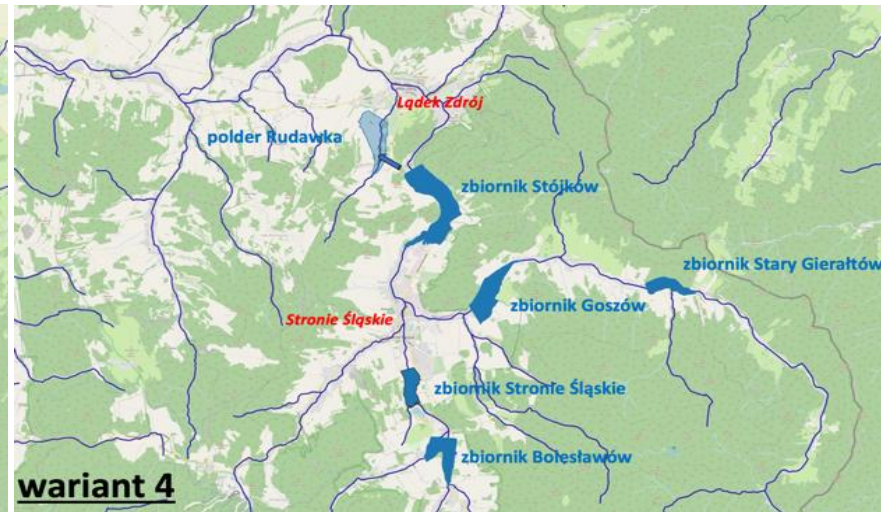 Lądek Zdrój
polder Rudawka
zbiornik Stójków
zbiornik Stary Gierałtów
zbiornik Goszów
Stronie Śląskie
zbiornik Stronie Śląskie
zbiornik Bolesławów
wariant 4